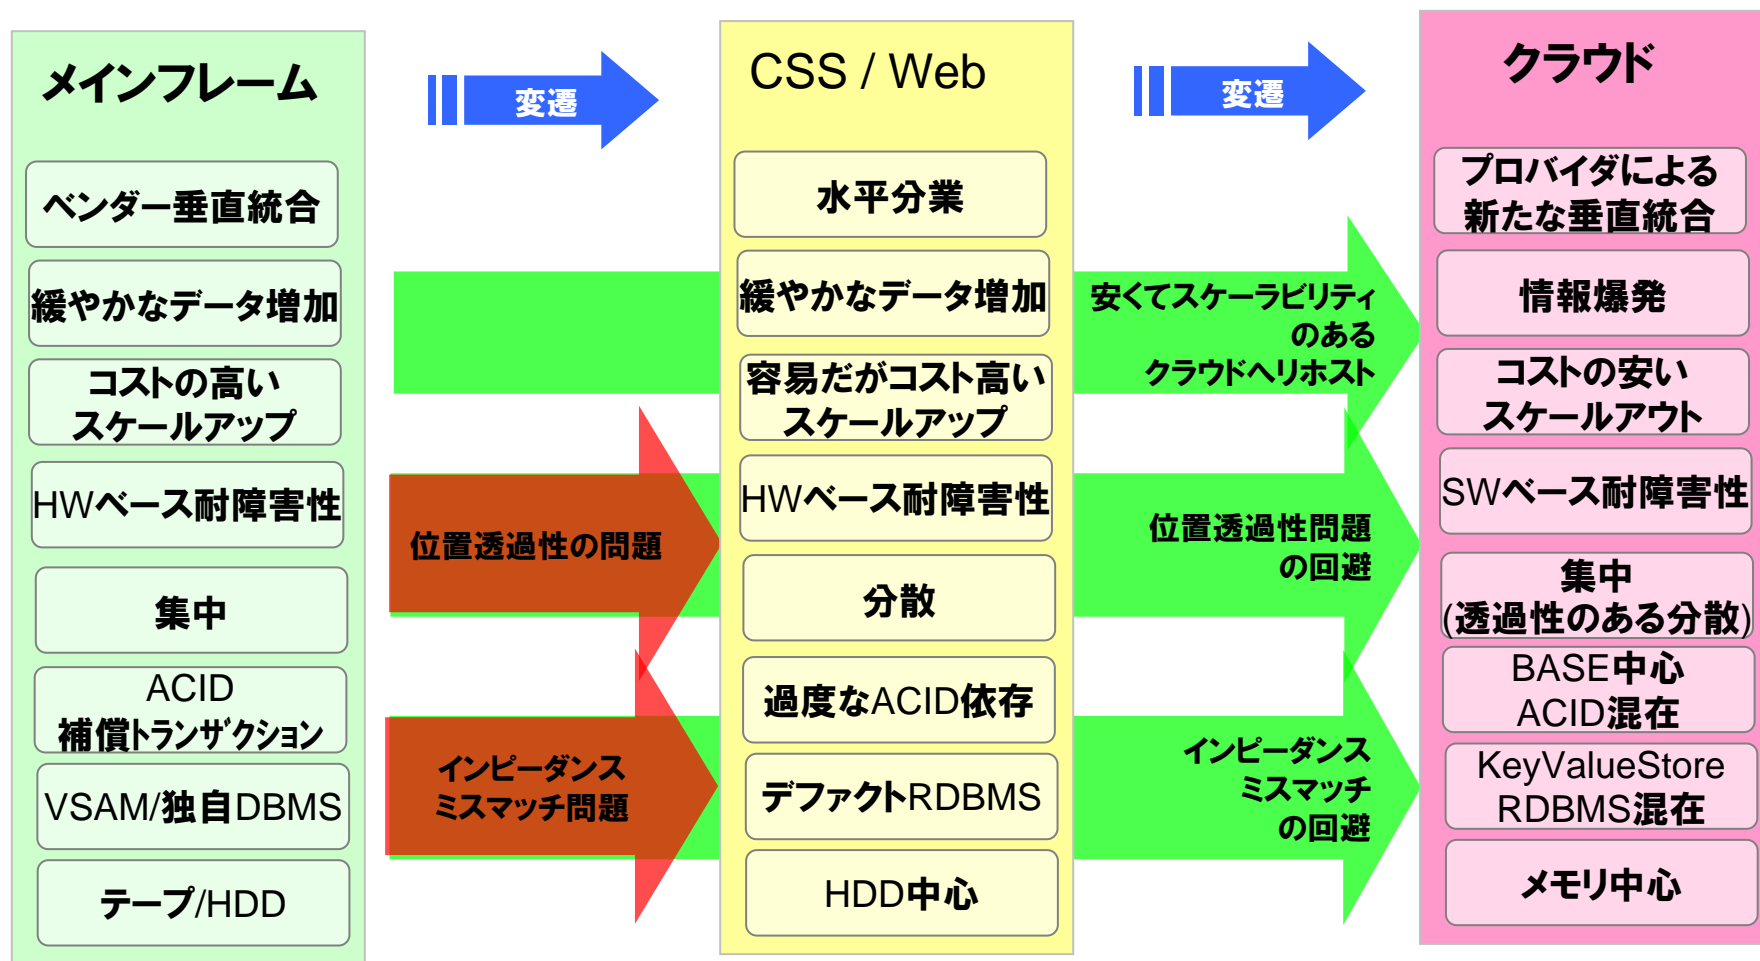 メインフレーム
ベンダー垂直統合
緩やかなデータ増加
コストの高い
スケールアップ
HWベース耐障害性
集中
ACID
補償トランザクション
VSAM/独自DBMS
テープ/HDD
変遷
位置透過性の問題
インピーダンス
ミスマッチ問題
CSS / Web
水平分業
緩やかなデータ増加
容易だがコスト高い
スケールアップ
HWベース耐障害性
分散
過度なACID依存
デファクトRDBMS
HDD中心
変遷
安くてスケーラビリティ
のある
クラウドへリホスト
位置透過性問題
の回避
インピーダンス
ミスマッチ
の回避
クラウド
プロバイダによる
新たな垂直統合
情報爆発
コストの安い
スケールアウト
SWベース耐障害性
集中
(透過性のある分散)
BASE中心
ACID混在
KeyValueStore
RDBMS混在
メモリ中心